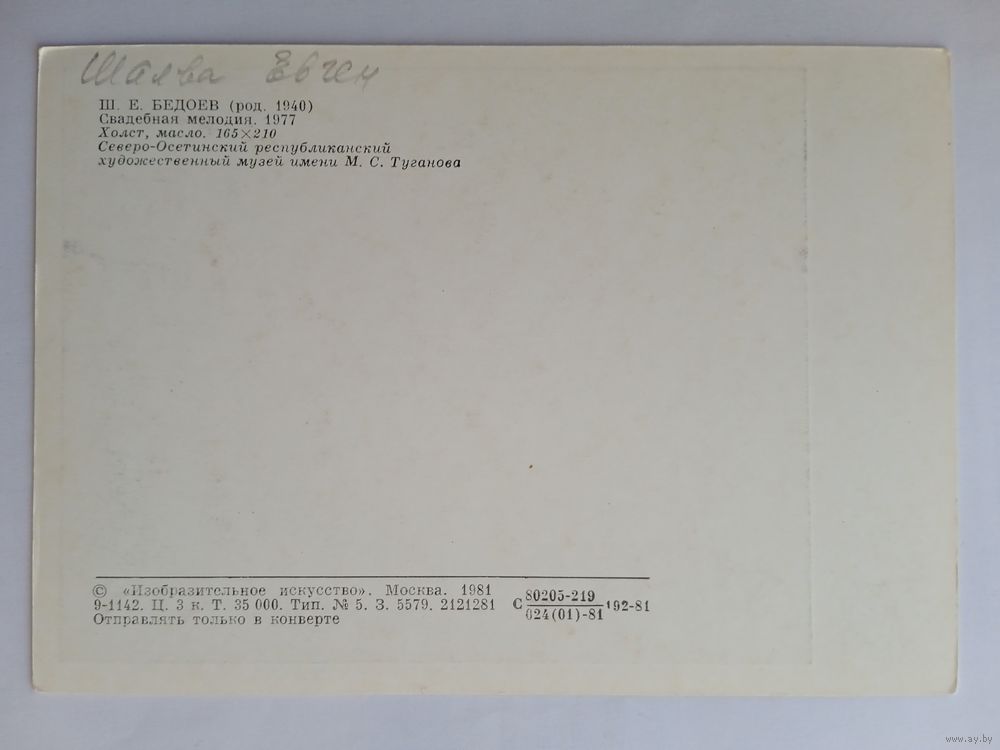 Шалва Евген
Ш. Е. БЕДОЕВ (род. 1940)
Свадебная мелодия. 1977
Холст, масло. 165×210
Северо-Осетинский республиканский
художественный музей имени М. С. Туганова
© «Изобразительное искусство». Москва. 1981
9-1142. Ц. 3 к. Т. 35 000. Тип. № 5. З. 5579. 2121281
Отправлять только в конверте
С 80205-219
024(01)-81 192-81
www.ay.by